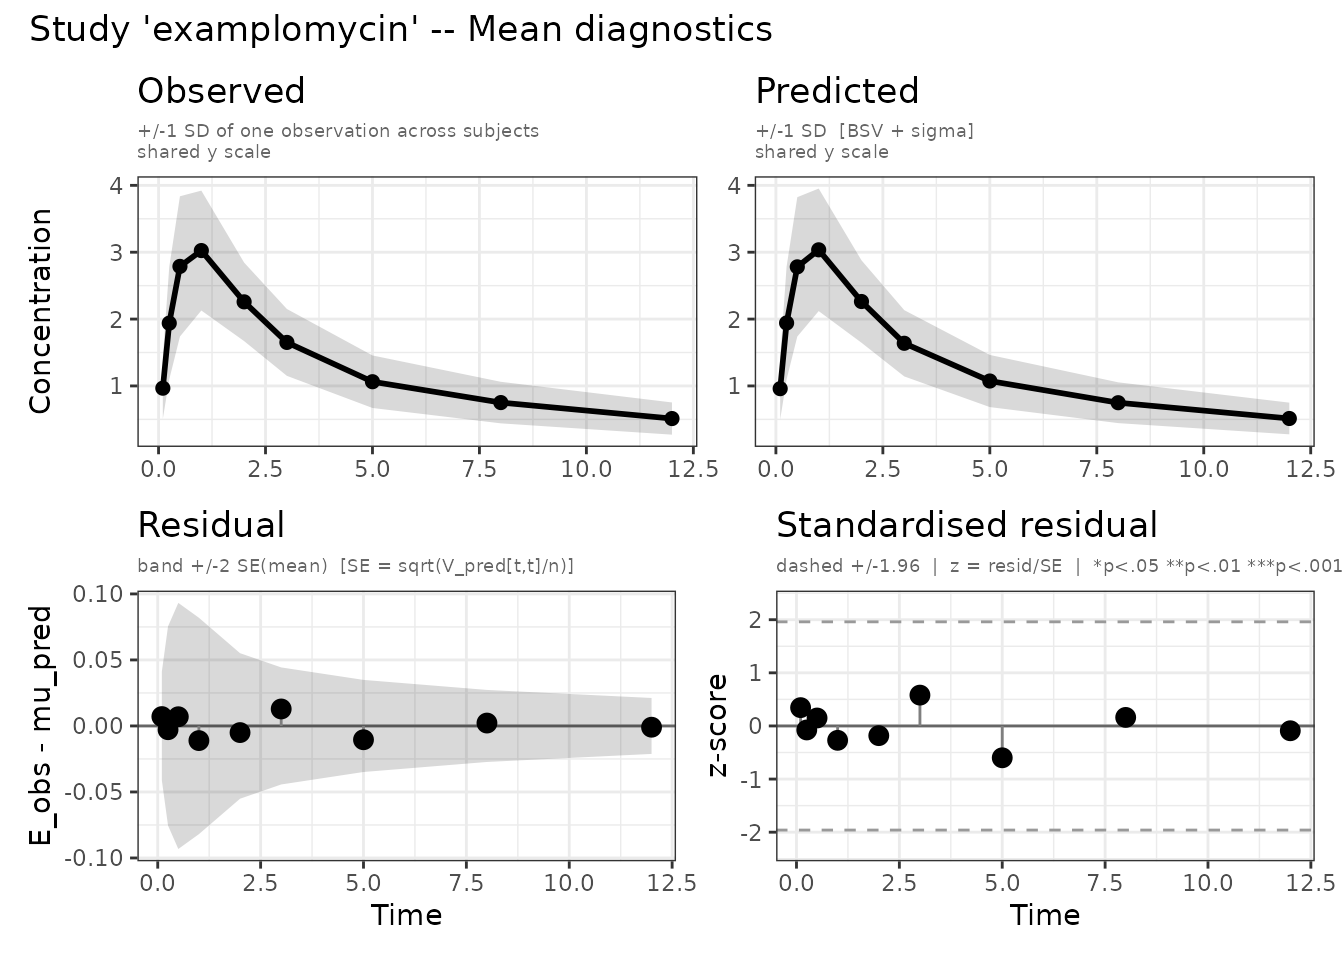 Study 'examplomycin' -- Mean diagnostics
Observed
+/-1 SD of one observation across subjects
shared y scale
Concentration
4
3
2
1
0.0 2.5 5.0 7.5 10.0 12.5
Predicted
+/-1 SD [BSV + sigma]
shared y scale
4
3
2
1
0.0 2.5 5.0 7.5 10.0 12.5
Residual
band +/-2 SE(mean) [SE = sqrt(V_pred[t,t]/n)]
E_obs - mu_pred
0.10
0.05
0.00
-0.05
-0.10
0.0 2.5 5.0 7.5 10.0 12.5
Time
Standardised residual
dashed +/-1.96 | z = resid/SE | *p<.05 **p<.01 ***p<.001
z-score
2
1
0
-1
-2
0.0 2.5 5.0 7.5 10.0 12.5
Time